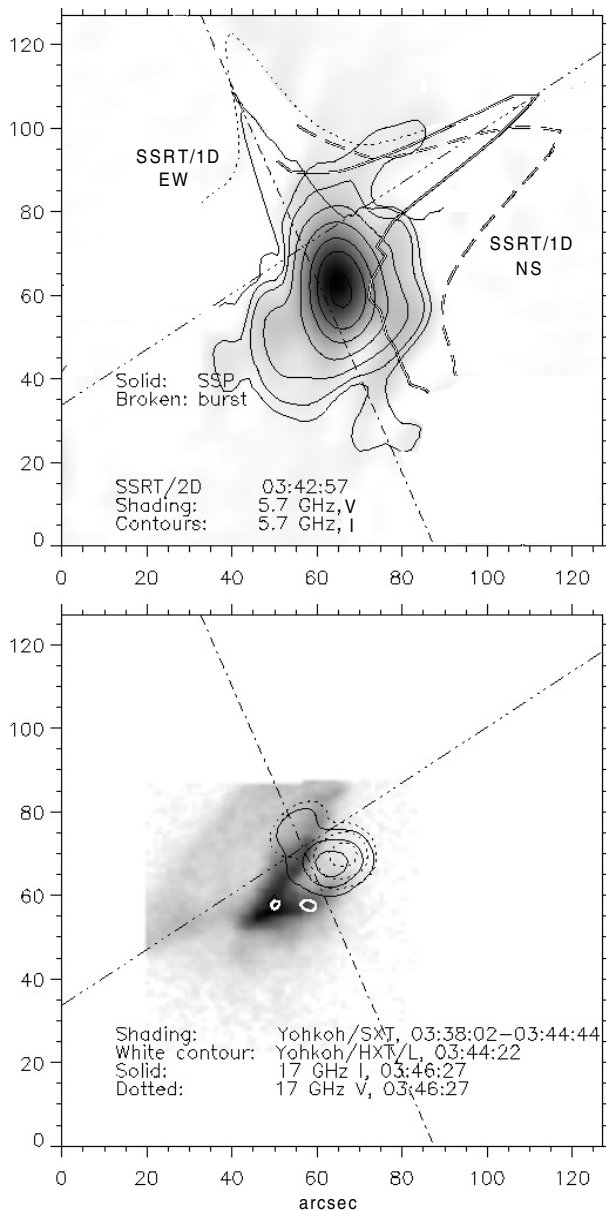 120
100
80
60
40
20
0
SSRT/1D
EW
SSRT/1D
NS
Solid: SSP
Broken: burst
SSRT/2D 03:42:57
Shading: 5.7 GHz,V
Contours: 5.7 GHz,I
0 20 40 60 80 100 120
120
100
80
60
40
20
0
Shading: Yohkoh/SXT, 03:38:02−03:44:44
White contour: Yohkoh/HXT/L, 03:44:22
Solid: 17 GHz I, 03:46:27
Dotted: 17 GHz V, 03:46:27
0 20 40 60 80 100 120
arcsec